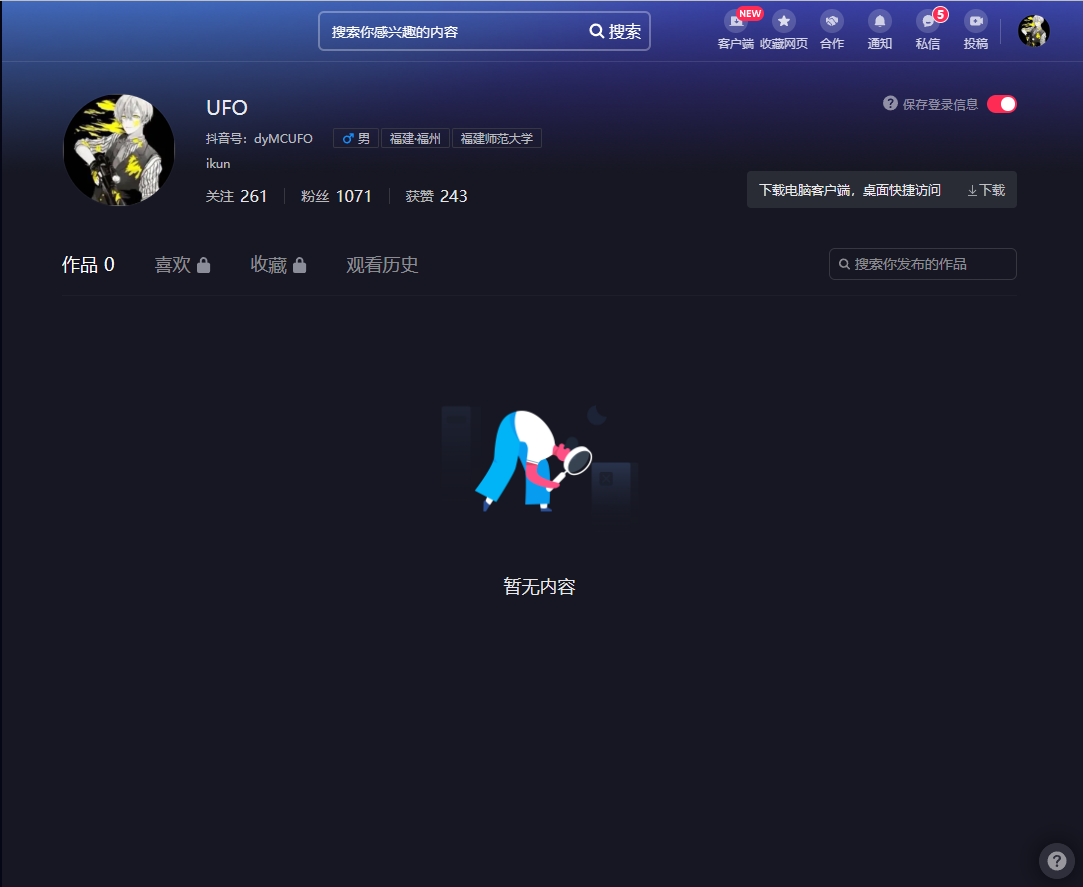 搜索你感兴趣的内容 搜索
NEW 5
客户端 收藏网页 合作 通知 私信 投稿
UFO
保存登录信息
抖音号：dyMCUFO 男 福建·福州 福建师范大学
ikun
关注 261 粉丝 1071 获赞 243
下载电脑客户端，桌面快捷访问 下载
作品 0 喜欢 收藏 观看历史
搜索你发布的作品
暂无内容